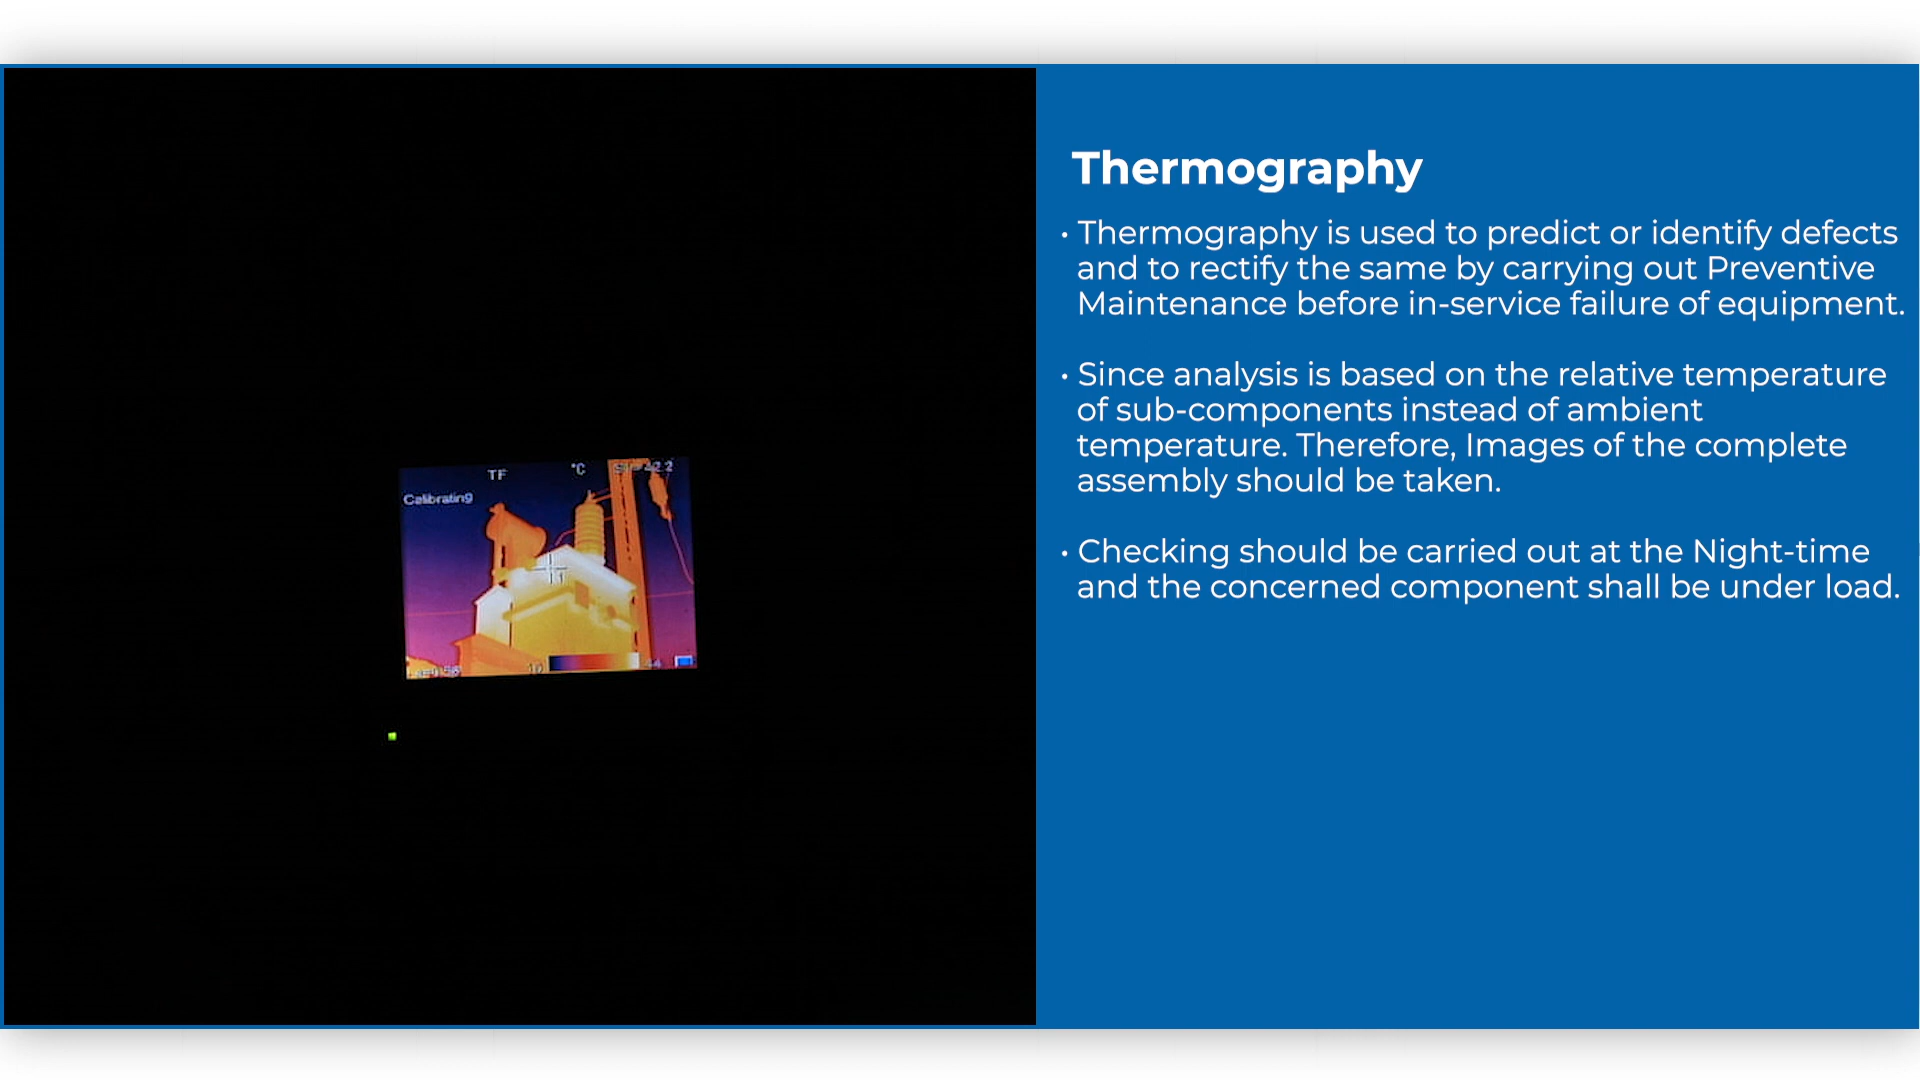 Thermography
• Thermography is used to predict or identify defects
and to rectify the same by carrying out Preventive
Maintenance before in-service failure of equipment.
• Since analysis is based on the relative temperature
of sub-components instead of ambient
temperature. Therefore, Images of the complete
assembly should be taken.
• Checking should be carried out at the Night-time
and the concerned component shall be under load.
TF °C 42.2
Calibrating
44